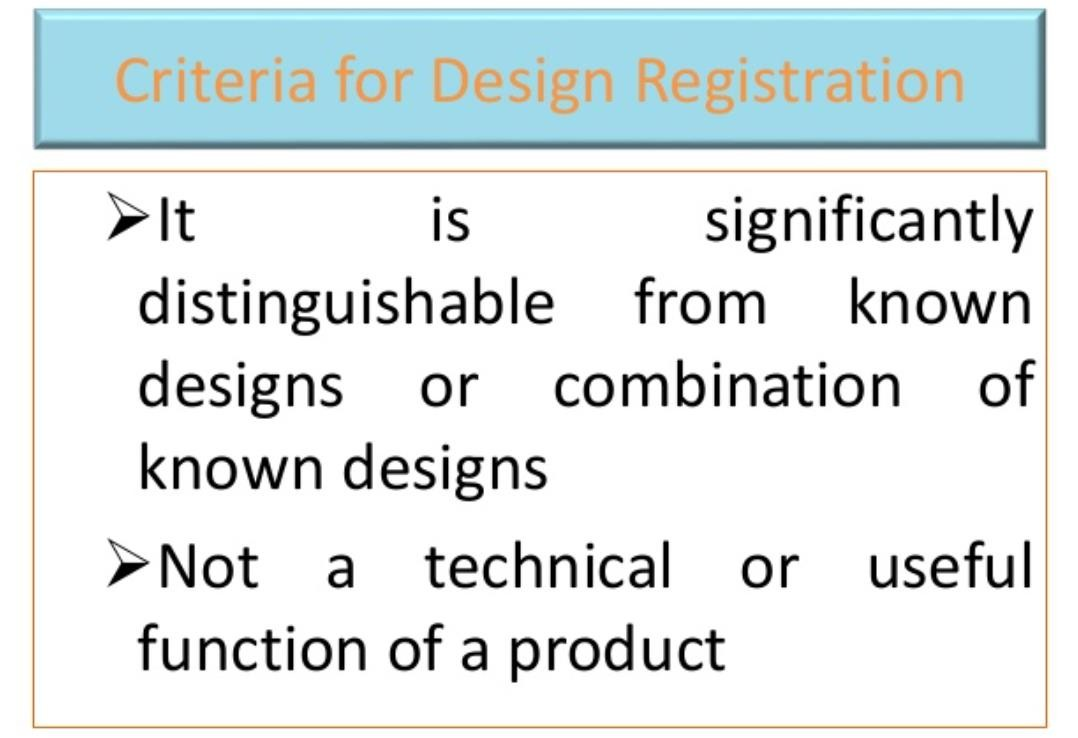 Criteria for Design Registration
➢It is significantly
distinguishable from known
designs or combination of
known designs
➢Not a technical or useful
function of a product